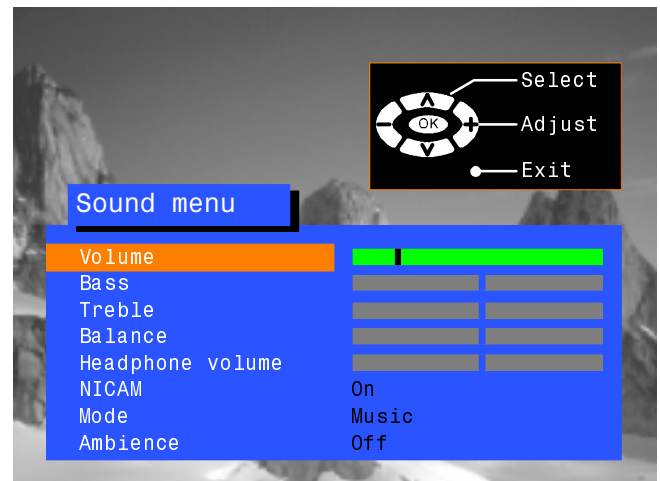 Select
OK
Adjust
Exit
Sound menu
Volume
Bass
Treble
Balance
Headphone volume
NICAM On
Mode Music
Ambience Off